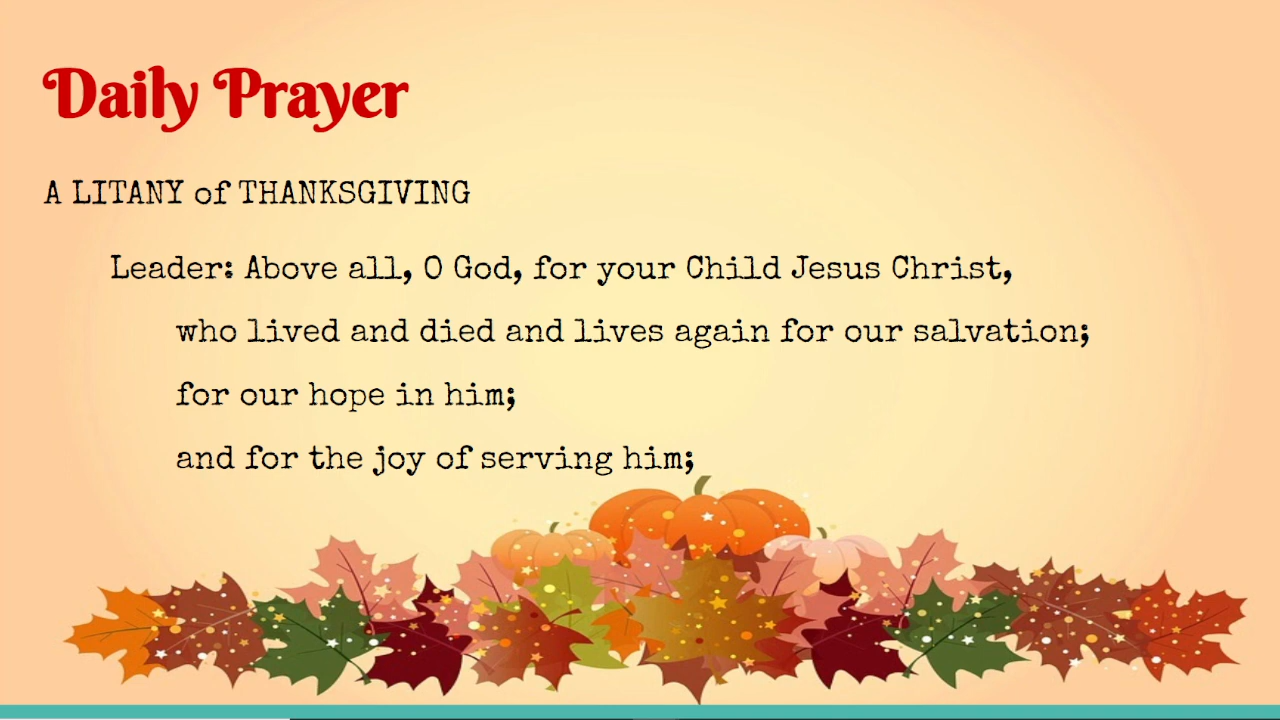 Daily Prayer
A LITANY of THANKSGIVING
Leader: Above all, O God, for your Child Jesus Christ,
who lived and died and lives again for our salvation;
for our hope in him;
and for the joy of serving him;